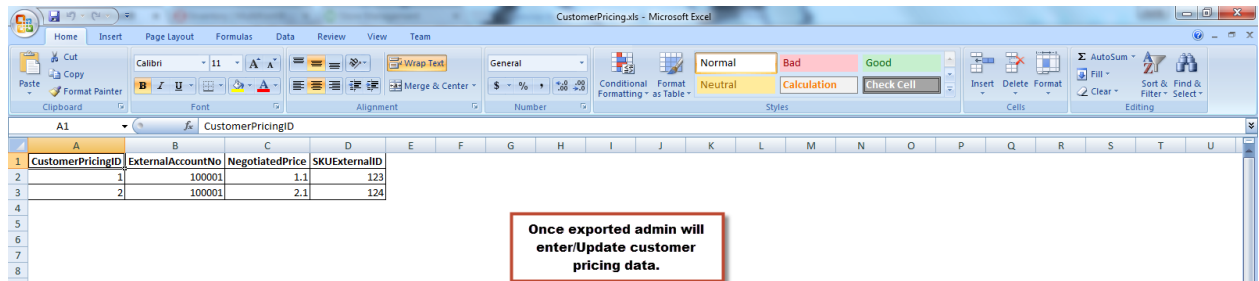 CustomerPricing.xls - Microsoft Excel
Home Insert Page Layout Formulas Data Review View Team
Cut
Copy
Format Painter
Paste
Clipboard
Calibri 11
B I U
Font
Wrap Text
Merge & Center
Alignment
General
$ % ,
Number
Conditional Formatting
Format as Table
Normal Bad Good
Neutral Calculation Check Cell
Styles
Insert Delete Format
Cells
Σ AutoSum
Fill
Clear
Sort & Filter
Find & Select
Editing
A1 fx CustomerPricingID
A B C D E F G H I J K L M N O P Q R S T U
1 CustomerPricingID ExternalAccountNo NegotiatedPrice SKUExternalID
2 1 100001 1.1 123
3 2 100001 2.1 124
4
5
6
7
8
Once exported admin will
enter/Update customer
pricing data.